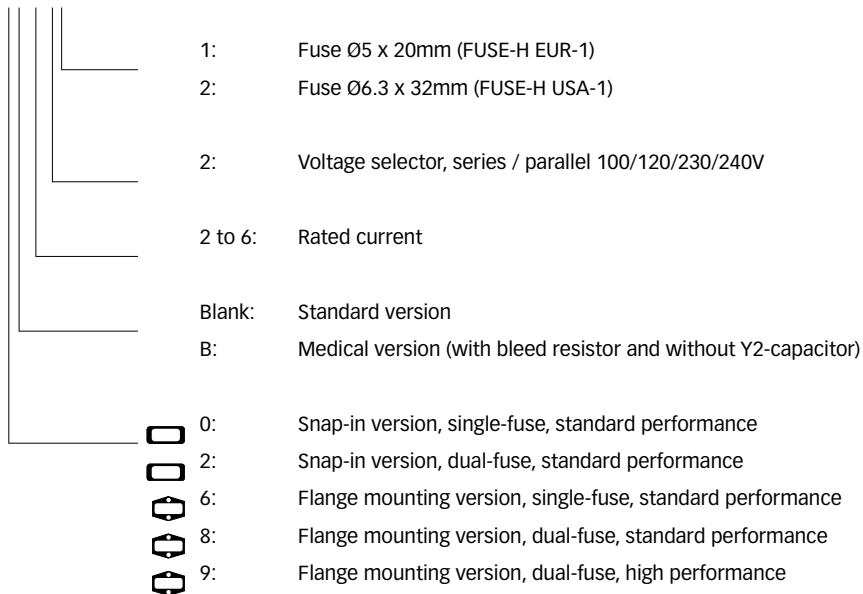 1: Fuse Ø5 x 20mm (FUSE-H EUR-1)
2: Fuse Ø6.3 x 32mm (FUSE-H USA-1)
2: Voltage selector, series / parallel 100/120/230/240V
2 to 6: Rated current
Blank: Standard version
B: Medical version (with bleed resistor and without Y2-capacitor)
0: Snap-in version, single-fuse, standard performance
2: Snap-in version, dual-fuse, standard performance
6: Flange mounting version, single-fuse, standard performance
8: Flange mounting version, dual-fuse, standard performance
9: Flange mounting version, dual-fuse, high performance